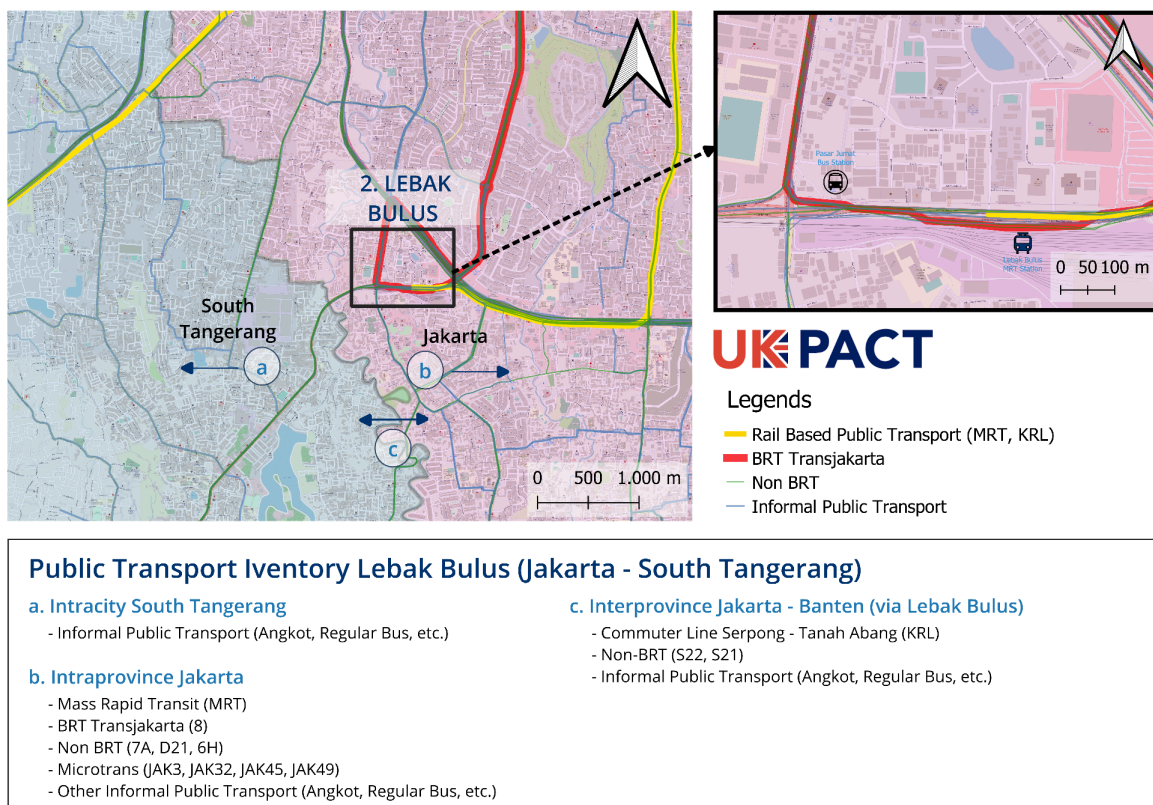 2. LEBAK
BULUS
South
Tangerang
Jakarta
a
b
c
0 500 1.000 m
Pasar Jumat
Bus Station
Lebak Bulus
MRT Station
0 50 100 m
UK PACT
Legends
Rail Based Public Transport (MRT, KRL)
BRT Transjakarta
Non BRT
Informal Public Transport
Public Transport Iventory Lebak Bulus (Jakarta - South Tangerang)
a. Intracity South Tangerang
- Informal Public Transport (Angkot, Regular Bus, etc.)
b. Intraprovince Jakarta
- Mass Rapid Transit (MRT)
- BRT Transjakarta (8)
- Non BRT (7A, D21, 6H)
- Microtrans (JAK3, JAK32, JAK45, JAK49)
- Other Informal Public Transport (Angkot, Regular Bus, etc.)
c. Interprovince Jakarta - Banten (via Lebak Bulus)
- Commuter Line Serpong - Tanah Abang (KRL)
- Non-BRT (S22, S21)
- Informal Public Transport (Angkot, Regular Bus, etc.)